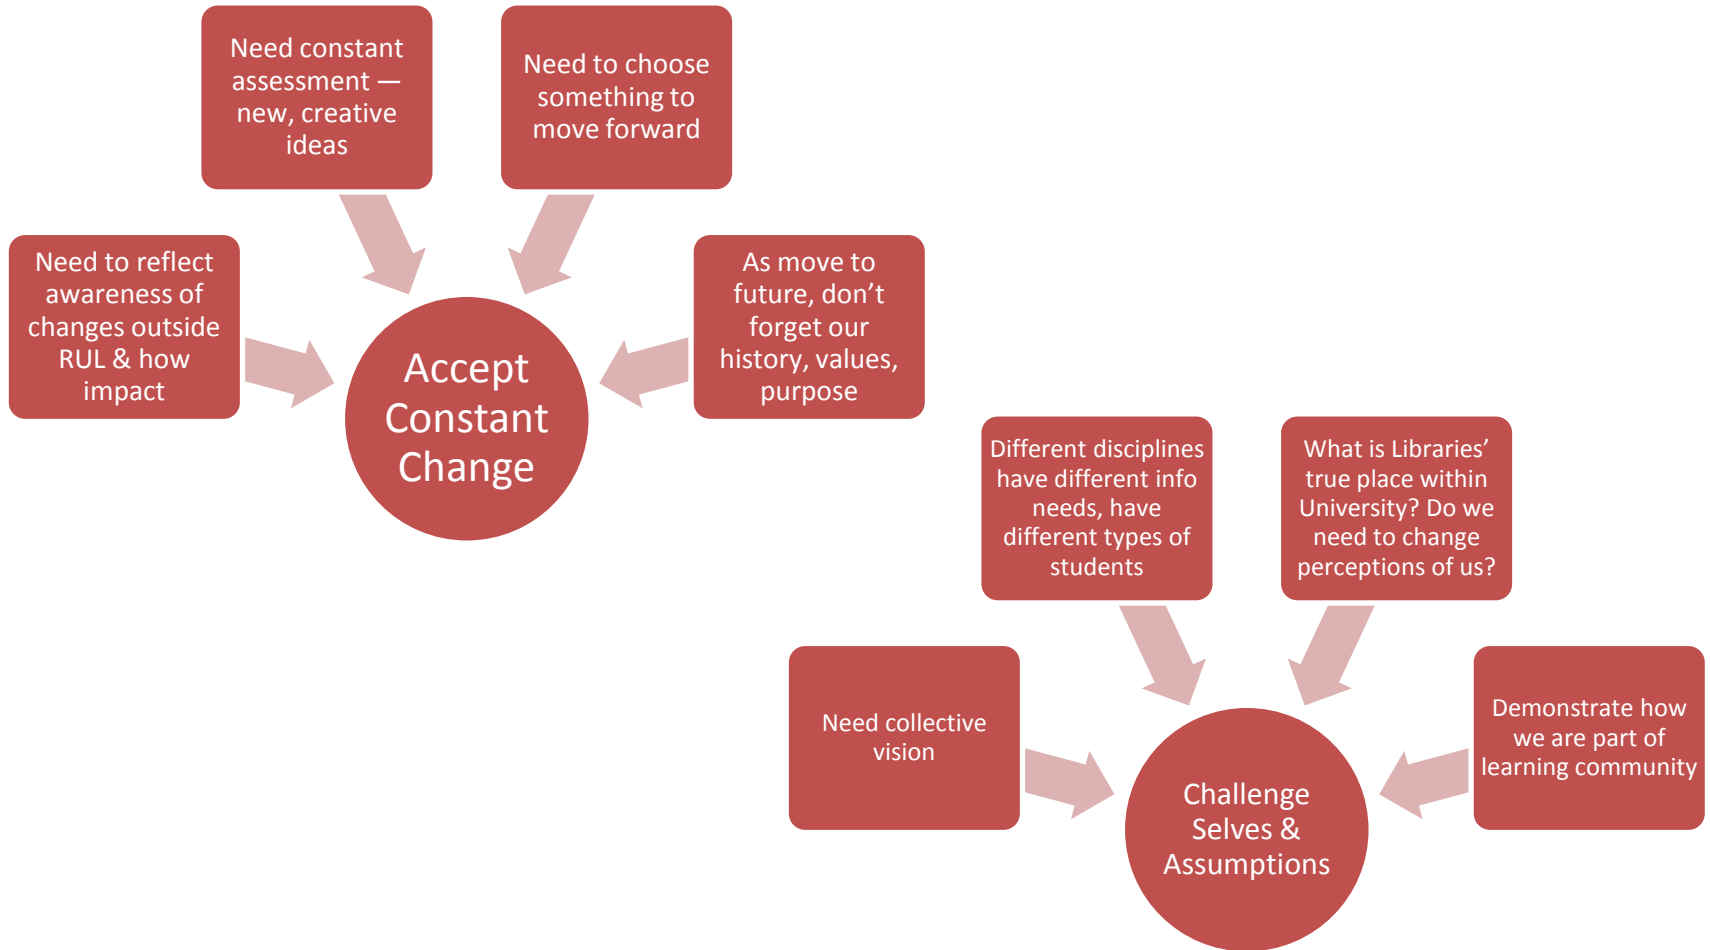 Need constant
assessment —
new, creative
ideas
Need to choose
something to
move forward
Need to reflect
awareness of
changes outside
RUL & how
impact
As move to
future, don’t
forget our
history, values,
purpose
Accept
Constant
Change
Different disciplines
have different info
needs, have
different types of
students
What is Libraries’
true place within
University? Do we
need to change
perceptions of us?
Need collective
vision
Demonstrate how
we are part of
learning community
Challenge
Selves &
Assumptions